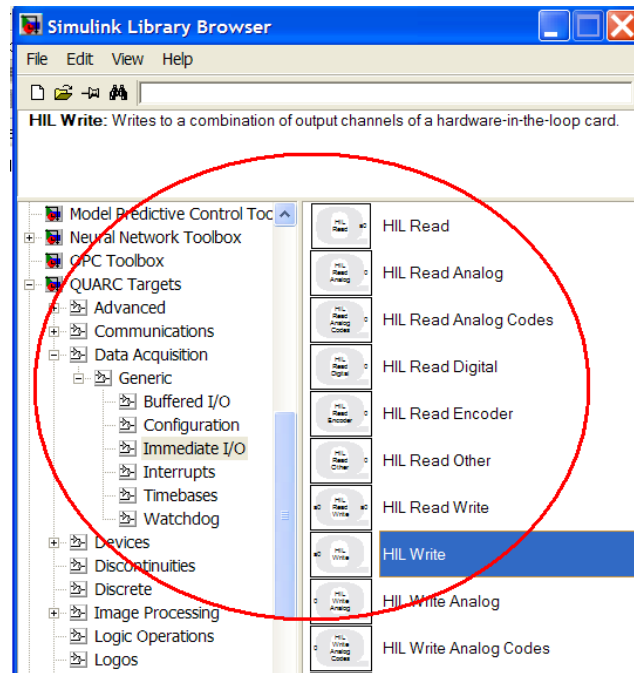 Simulink Library Browser
File Edit View Help
HIL Write: Writes to a combination of output channels of a hardware-in-the-loop card.
Model Predictive Control Toc
Neural Network Toolbox
OPC Toolbox
QUARC Targets
Advanced
Communications
Data Acquisition
Generic
Buffered I/O
Configuration
Immediate I/O
Interrupts
Timebases
Watchdog
Devices
Discontinuities
Discrete
Image Processing
Logic Operations
Logos
HIL Read
HIL Read Analog
HIL Read Analog Codes
HIL Read Digital
HIL Read Encoder
HIL Read Other
HIL Read Write
HIL Write
HIL Write Analog
HIL Write Analog Codes